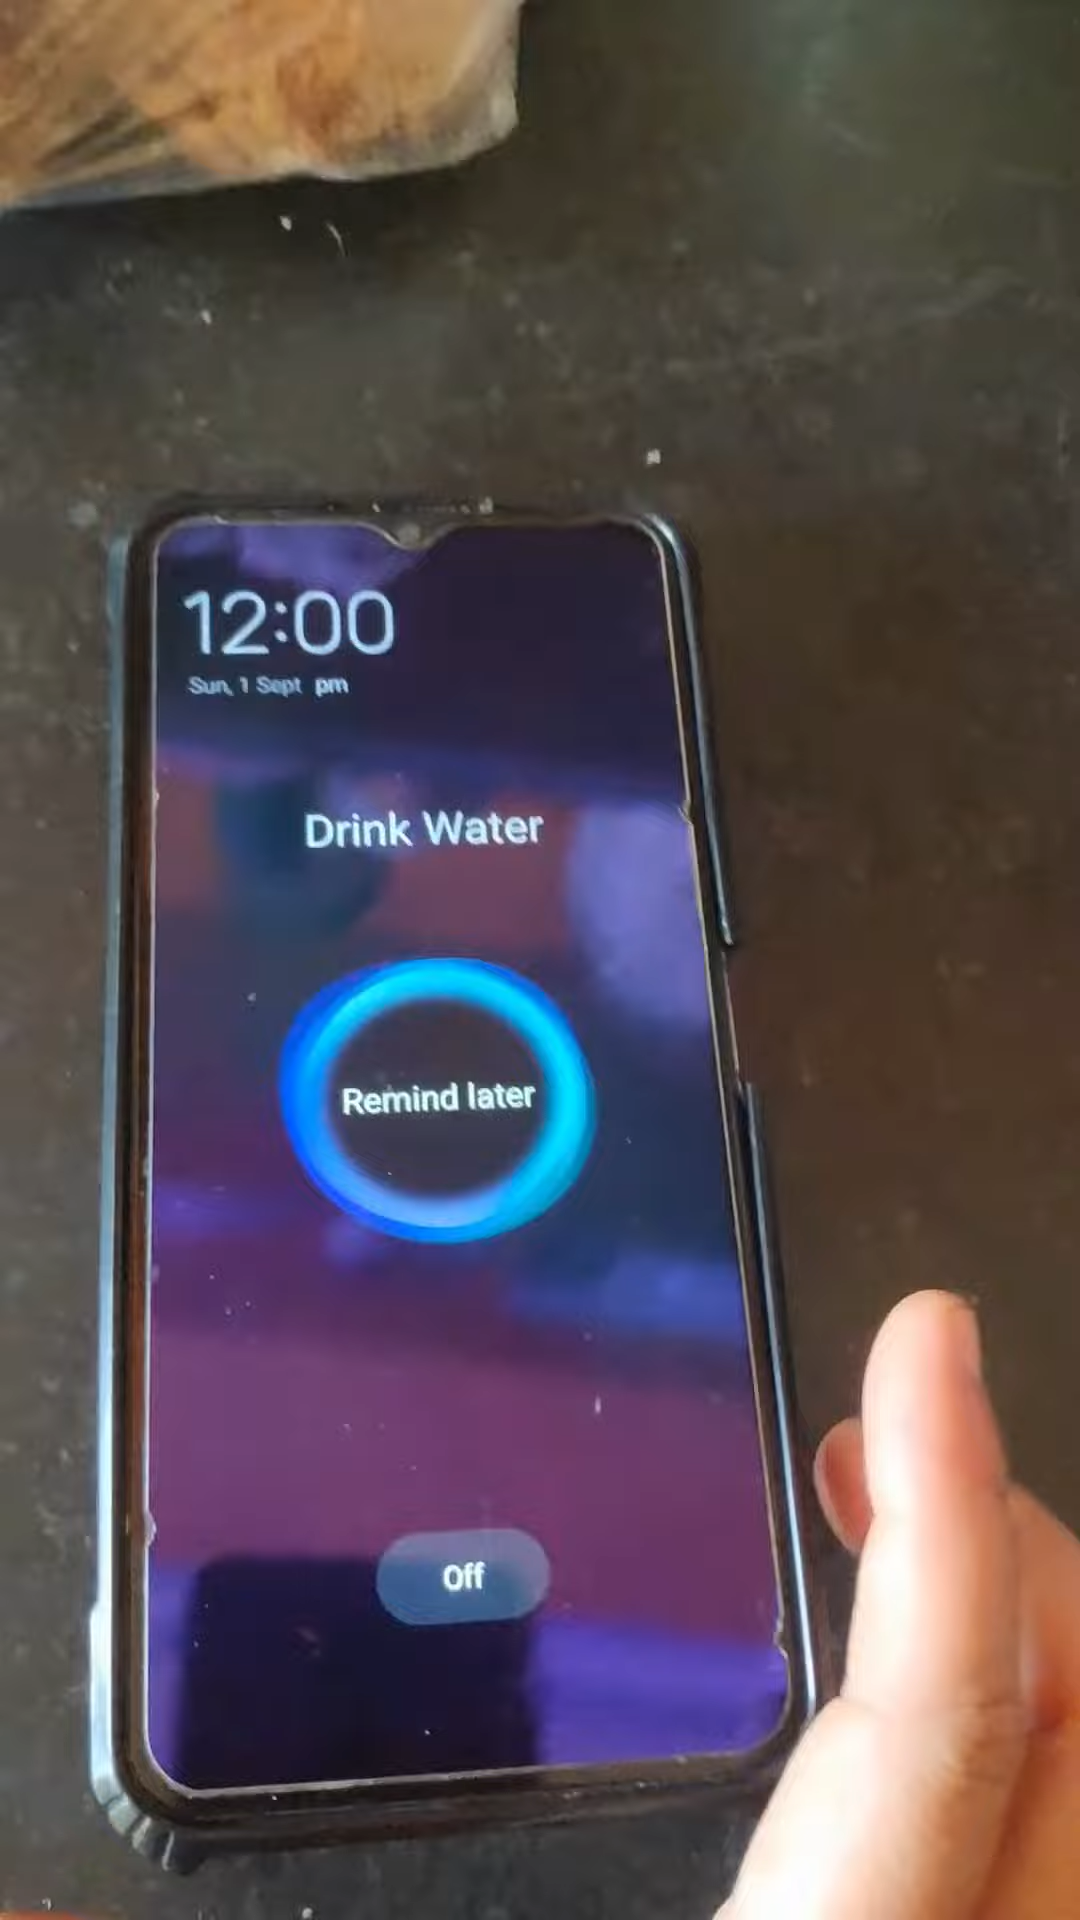 12:00
Sun, 1 Sept pm
Drink Water
Remind later
Off